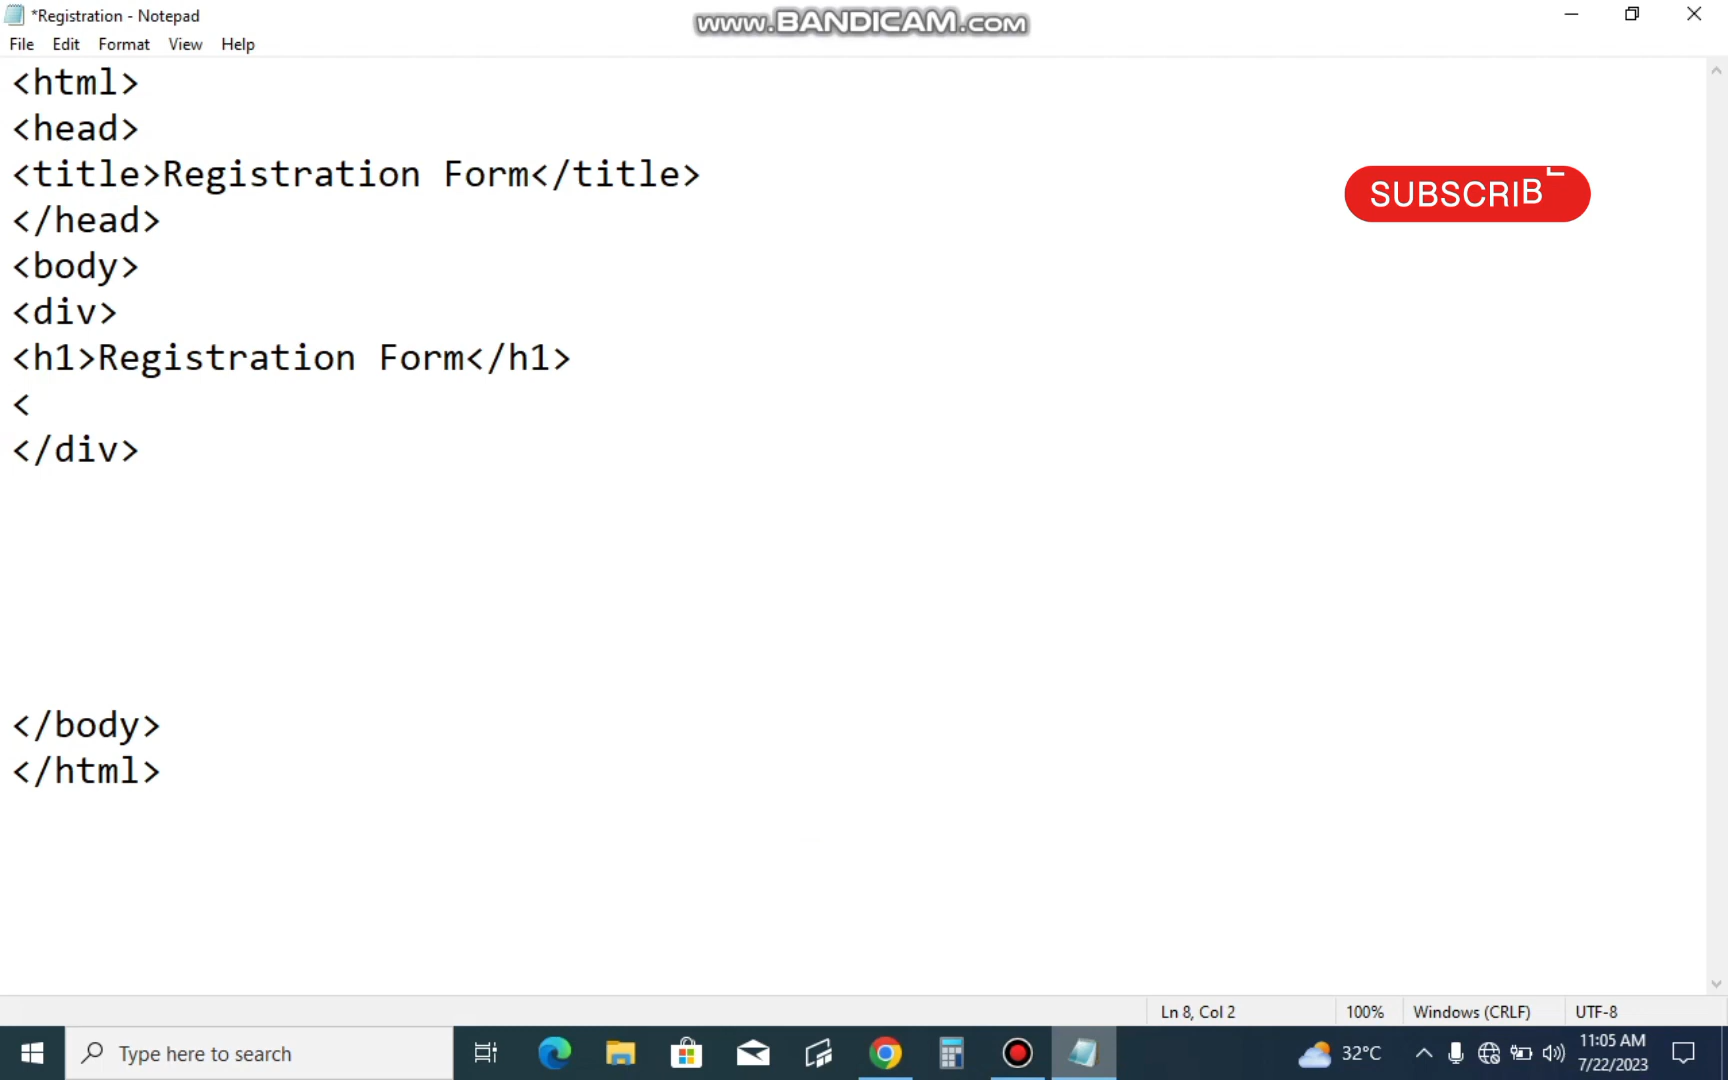 *Registration - Notepad
www.BANDICAM.com
File Edit Format View Help
<html>
<head>
<title>Registration Form</title>
</head>
<body>
<div>
<h1>Registration Form</h1>
<
</div>
</body>
</html>
SUBSCRIB
Ln 8, Col 2 100% Windows (CRLF) UTF-8
Type here to search
32°C
11:05 AM
7/22/2023